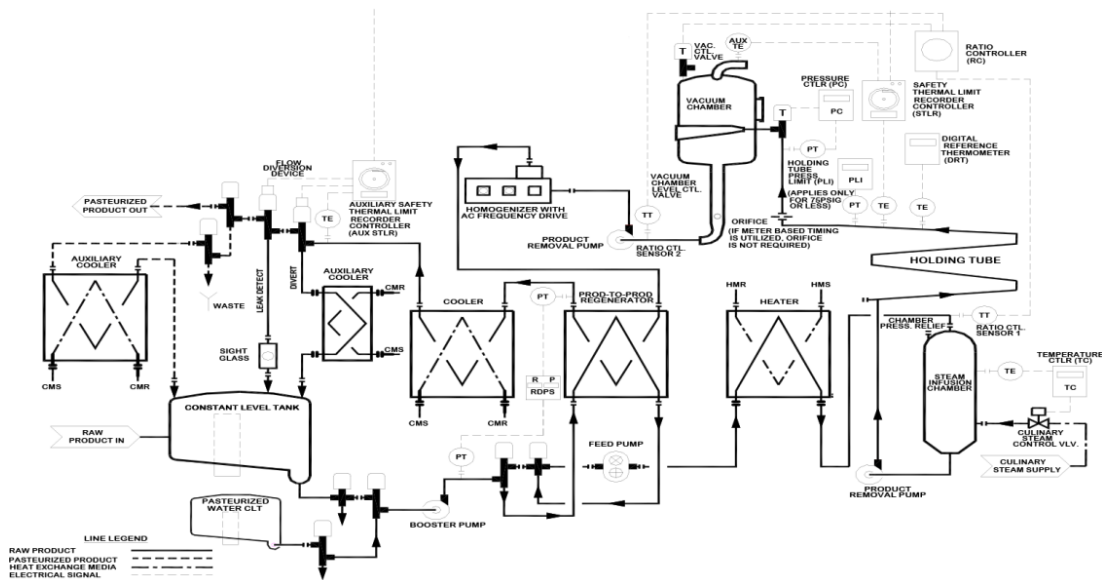 VAC.
CTL.
VALVE
T
AUX
TE
RATIO
CONTROLLER
(RC)
PRESSURE
CTLR (PC)
PC
SAFETY
THERMAL LIMIT
RECORDER
CONTROLLER
(STLR)
VACUUM
CHAMBER
T
PT
DIGITAL
REFERENCE
THERMOMETER
(DRT)
HOLDING
TUBE
PRESS.
LIMIT (PLI)
(APPLIES ONLY
FOR 75PSIG
OR LESS)
PLI
PT
TE
TE
FLOW
DIVERSION
DEVICE
TE
AUXILIARY SAFETY
THERMAL LIMIT
RECORDER
CONTROLLER
(AUX STLR)
PASTEURIZED
PRODUCT OUT
HOMOGENIZER WITH
AC FREQUENCY DRIVE
VACUUM CHAMBER
LEVEL CTL.
VALVE
TT
PRODUCT
REMOVAL PUMP
RATIO CTL.
SENSOR 2
ORIFICE
(IF METER BASED TIMING
IS UTILIZED, ORIFICE
IS NOT REQUIRED)
HOLDING TUBE
AUXILIARY
COOLER
WASTE
LEAK DETECT
DIVERT
AUXILIARY
COOLER
CMR
CMS
COOLER
PT
PROD-TO-PROD
REGENERATOR
HMR
HMS
HEATER
CHAMBER
PRESS. RELIEF
TT
RATIO CTL.
SENSOR 1
SIGHT
GLASS
CMS
CMR
R P
RDPS
STEAM
INFUSION
CHAMBER
TE
TEMPERATURE
CTLR (TC)
TC
CONSTANT LEVEL TANK
CMS
CMR
RAW
PRODUCT IN
PT
FEED PUMP
CULINARY
STEAM
CONTROL VLV.
CULINARY
STEAM SUPPLY
PRODUCT
REMOVAL PUMP
PASTEURIZED
WATER CLT
BOOSTER PUMP
LINE LEGEND
RAW PRODUCT
PASTEURIZED PRODUCT
HEAT EXCHANGE MEDIA
ELECTRICAL SIGNAL